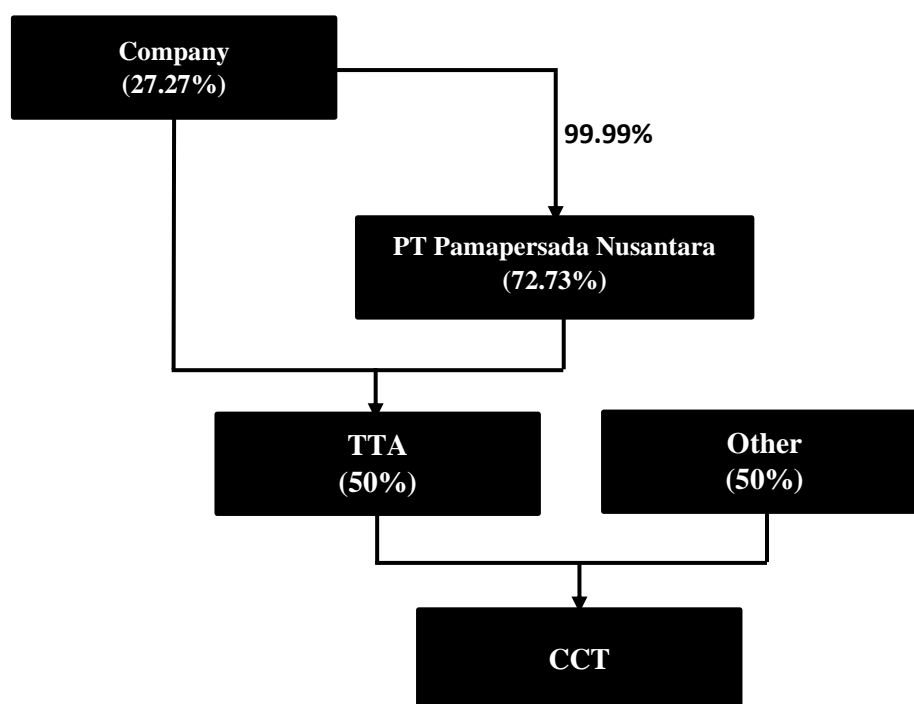 Company
(27.27%)
99.99%
PT Pamapersada Nusantara
(72.73%)
TTA
(50%)
Other
(50%)
CCT